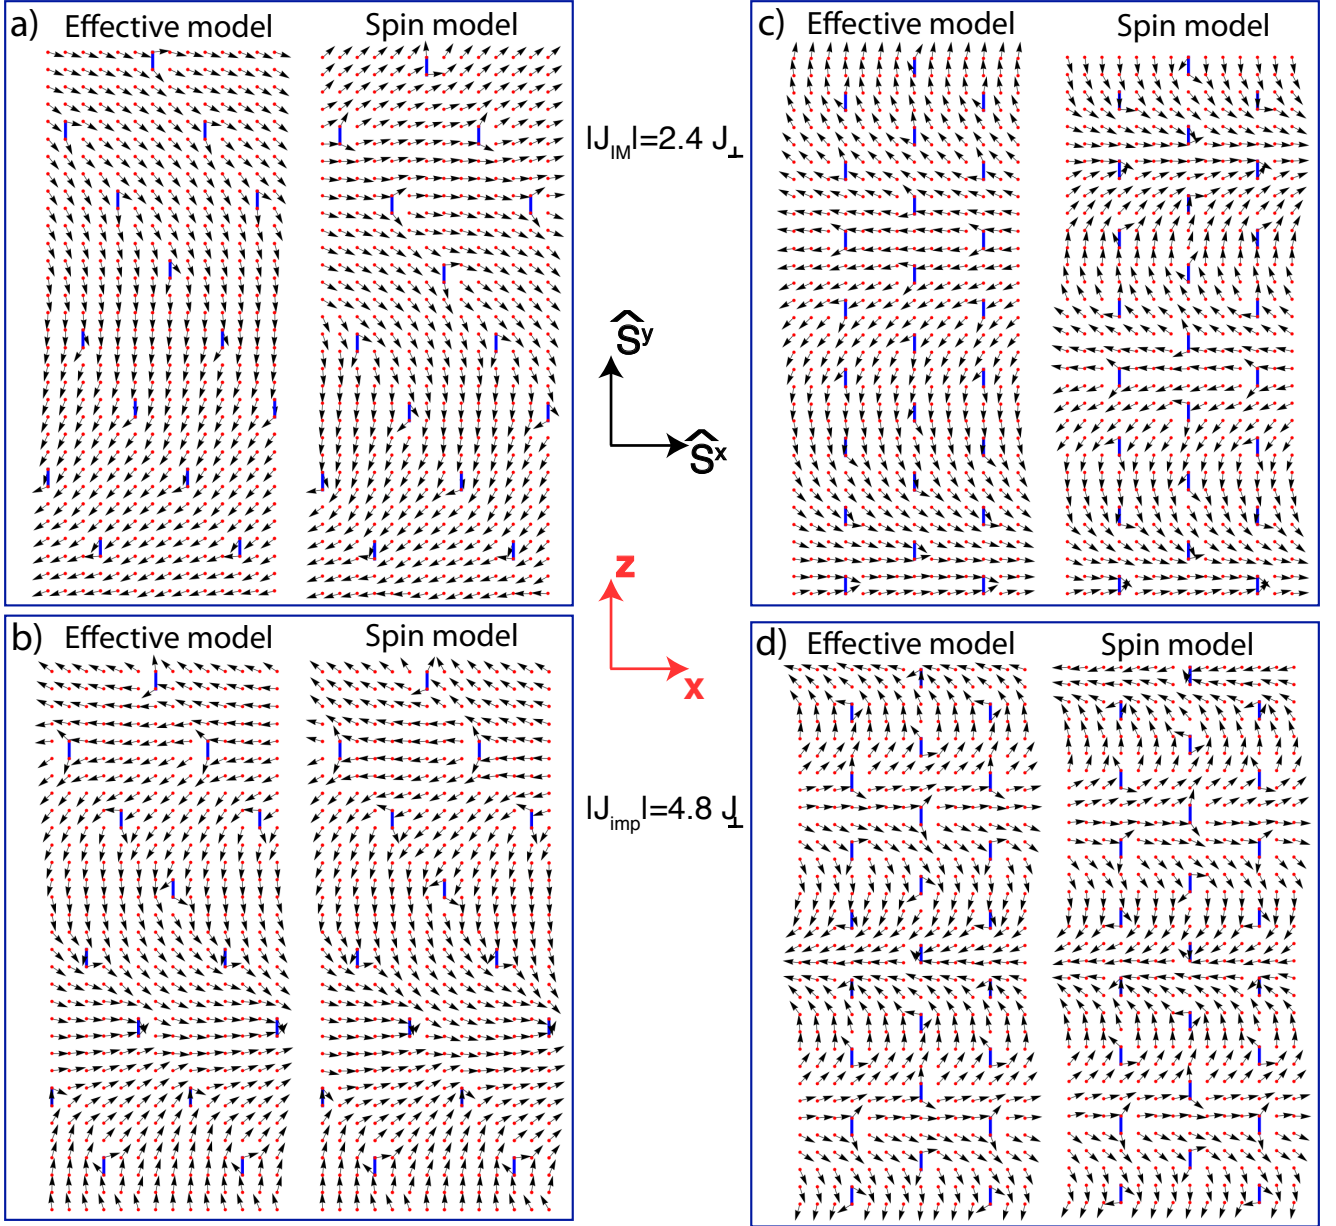 a) Effective model Spin model
c) Effective model Spin model
|J_IM|=2.4 J_⊥
Ŝ^y
Ŝ^x
z
x
b) Effective model Spin model
d) Effective model Spin model
|J_imp|=4.8 J_⊥